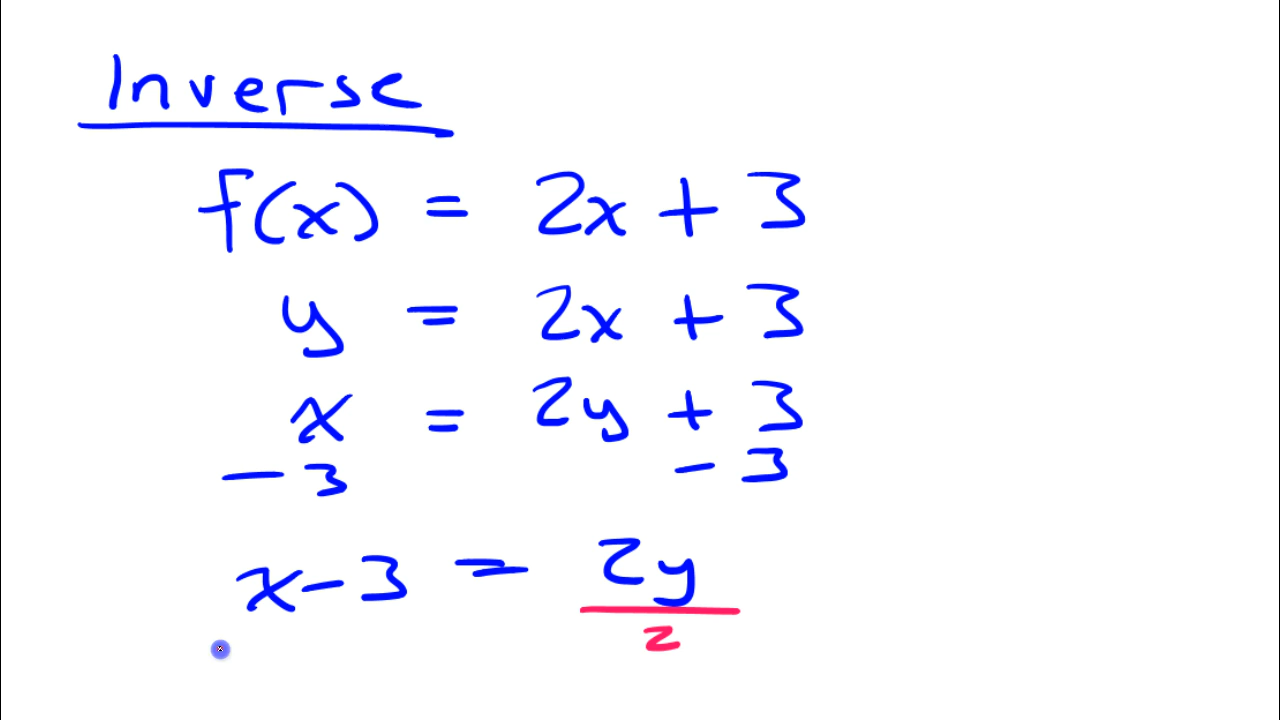 Inverse
f(x) = 2x + 3
y = 2x + 3
x = 2y + 3
- 3 - 3
x - 3 = 2y
2